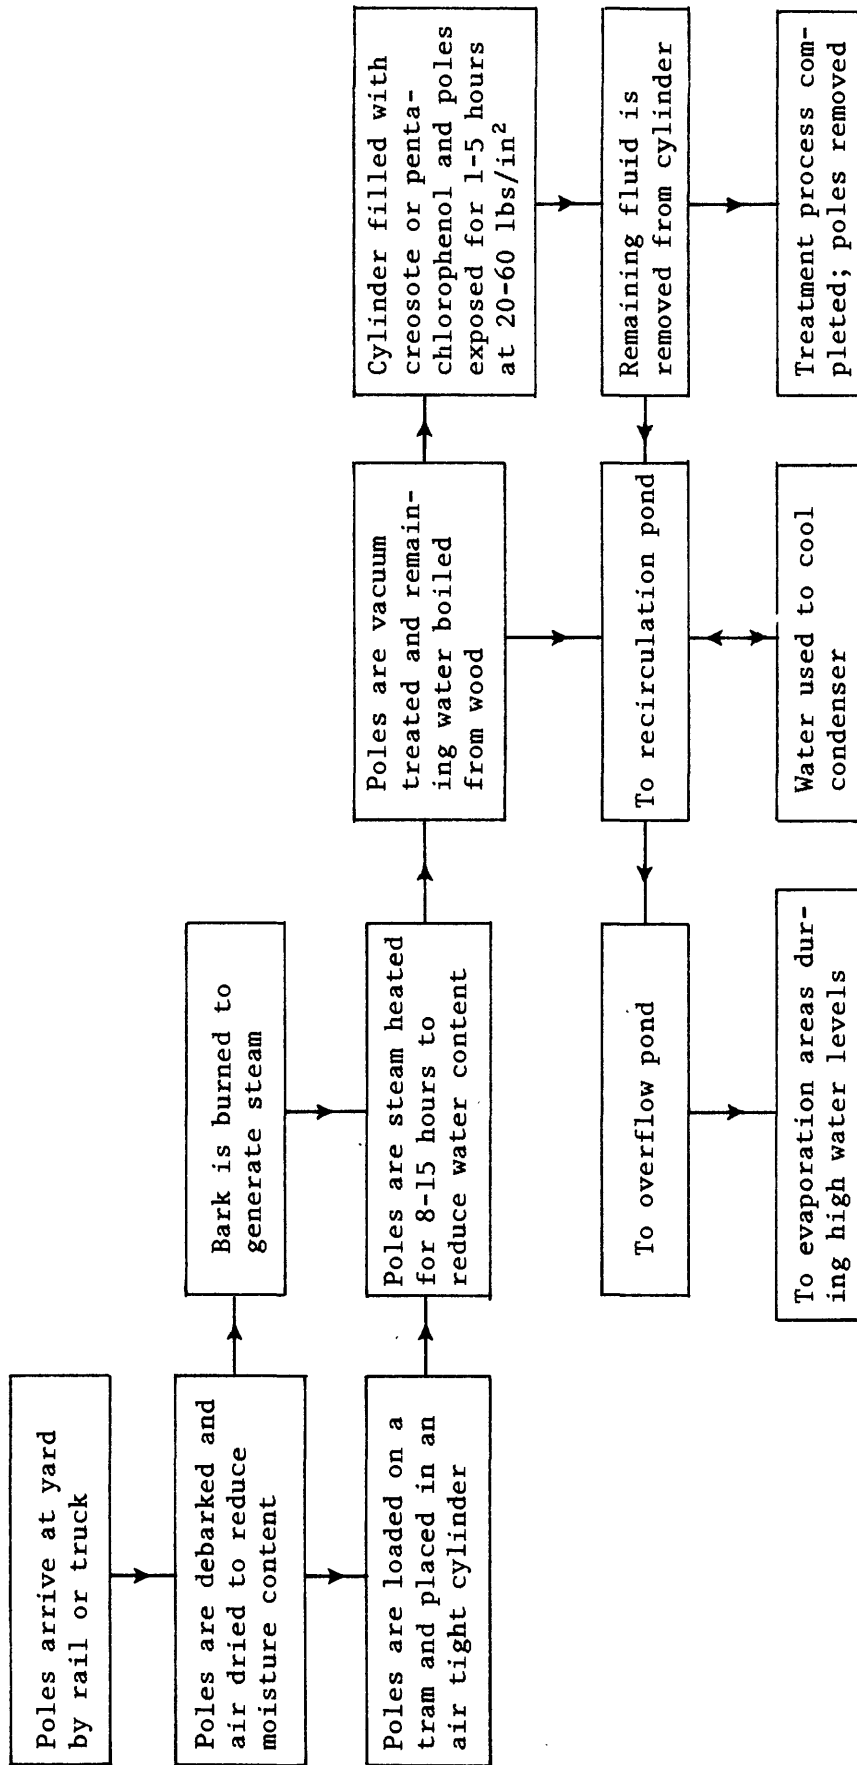 Poles arrive at yard
by rail or truck
Poles are debarked and
air dried to reduce
moisture content
Bark is burned to
generate steam
Poles are loaded on a
tram and placed in an
air tight cylinder
Poles are steam heated
for 8-15 hours to
reduce water content
Poles are vacuum
treated and remain-
ing water boiled
from wood
Cylinder filled with
creosote or penta-
chlorophenol and poles
exposed for 1-5 hours
at 20-60 lbs/in²
To overflow pond
To recirculation pond
Remaining fluid is
removed from cylinder
To evaporation areas dur-
ing high water levels
Water used to cool
condenser
Treatment process com-
pleted; poles removed